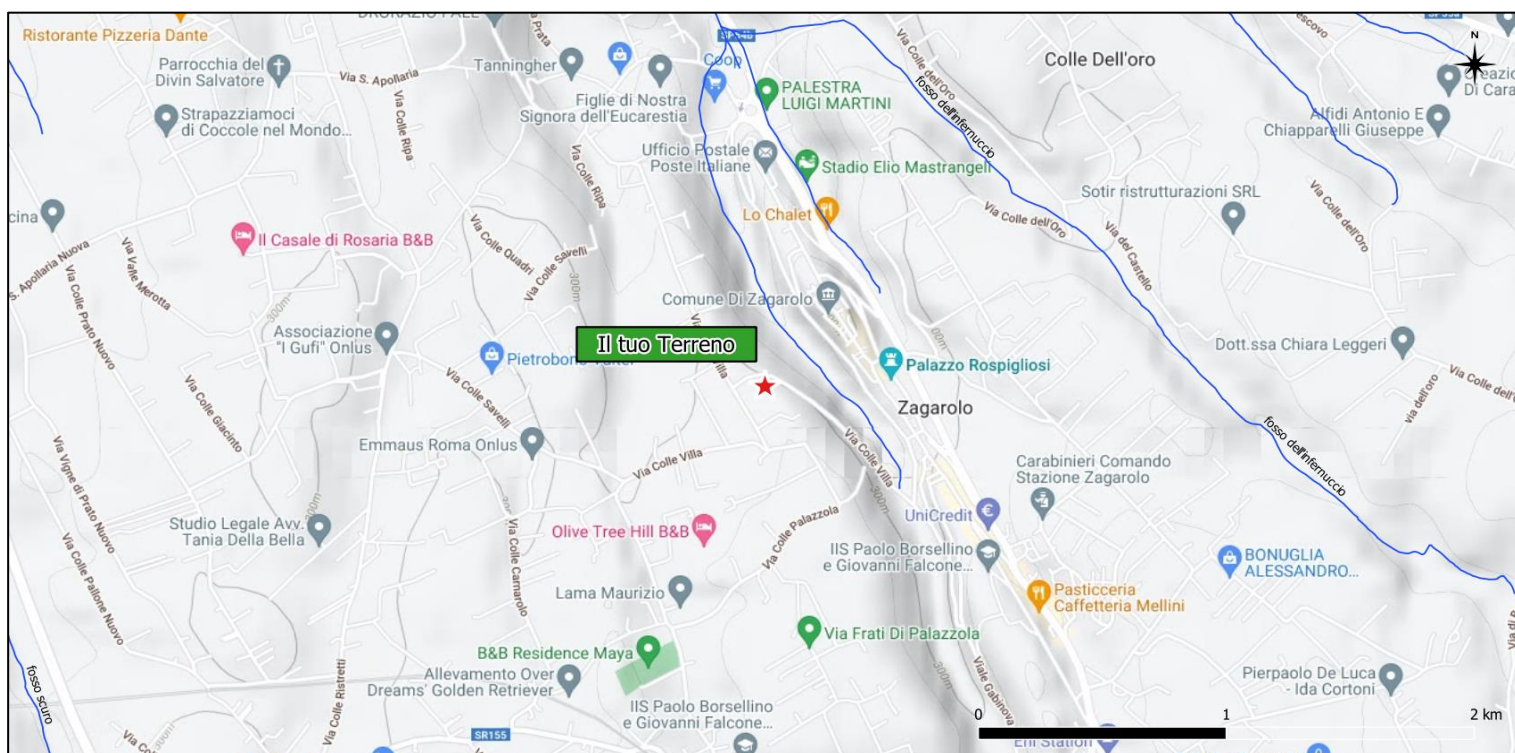 Ristorante Pizzeria Dante
Parrocchia del
Divin Salvatore
Via S. Apollaria
Strapazziamoci
di Coccole nel Mondo...
Via Colle Ripa
Tanningher
Figlie di Nostra
Signora dell'Eucarestia
Coop
PALESTRA
LUIGI MARTINI
Ufficio Postale
Poste Italiane
Stadio Elio Mastrangeli
Lo Chalet
Via Colle dell'Oro
fosso dell'infernuccio
Colle Dell'oro
N
Alfidi Antonio E
Chiapparelli Giuseppe
Sotir ristrutturazioni SRL
Via Colle dell'Oro
Via del Castello
Via Colle dell'Oro
Via Colle Ripa
Il Casale di Rosaria B&B
S. Apollaria Nuova
Via Valle Merotta
Via Colle Prato Nuovo
Via Colle Quadri
Via Colle Savelli
300m
300m
Comune Di Zagarolo
Associazione
"I Gufi" Onlus
Il tuo Terreno
Palazzo Rospigliosi
Zagarolo
Dott.ssa Chiara Leggeri
via dell'oro
Via Colle Giacinto
Via Colle Savelli
Emmaus Roma Onlus
Via Colle Villa
Via Colle Villa
300m
fosso dell'infernuccio
Carabinieri Comando
Stazione Zagarolo
Via Vigne di Prato Nuovo
300m
Studio Legale Avv.
Tania Della Bella
Via Colle Pallone Nuovo
Via Colle Camarolo
Olive Tree Hill B&B
Via Colle Palazzola
UniCredit
IIS Paolo Borsellino
e Giovanni Falcone...
BONUGLIA
ALESSANDRO...
Pasticceria
Caffetteria Mellini
Lama Maurizio
Via Frati Di Palazzola
B&B Residence Maya
Allevamento Over
Dreams' Golden Retriever
Via Colle Ristretti
fosso scuro
IIS Paolo Borsellino
e Giovanni Falcone...
SR155
300m
Viale Gabinova
Pierpaolo De Luca
- Ida Cortoni
Eni Station
0
1
2 km